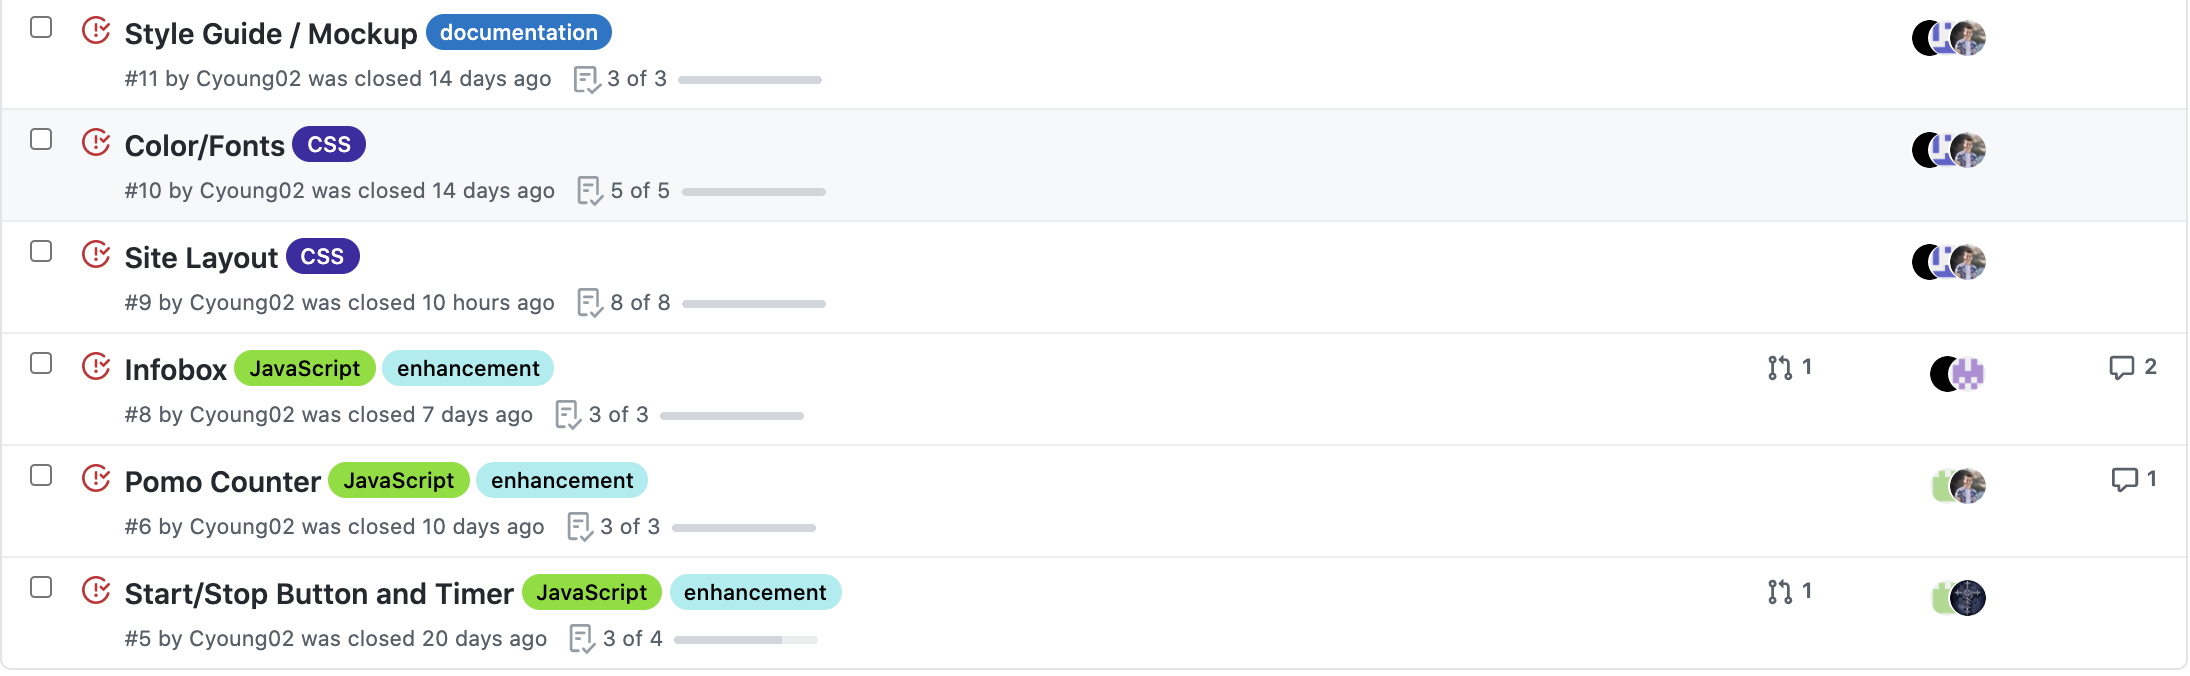 Style Guide / Mockup documentation
#11 by Cyoung02 was closed 14 days ago 3 of 3
Color/Fonts CSS
#10 by Cyoung02 was closed 14 days ago 5 of 5
Site Layout CSS
#9 by Cyoung02 was closed 10 hours ago 8 of 8
Infobox JavaScript enhancement 1 2
#8 by Cyoung02 was closed 7 days ago 3 of 3
Pomo Counter JavaScript enhancement 1
#6 by Cyoung02 was closed 10 days ago 3 of 3
Start/Stop Button and Timer JavaScript enhancement 1
#5 by Cyoung02 was closed 20 days ago 3 of 4